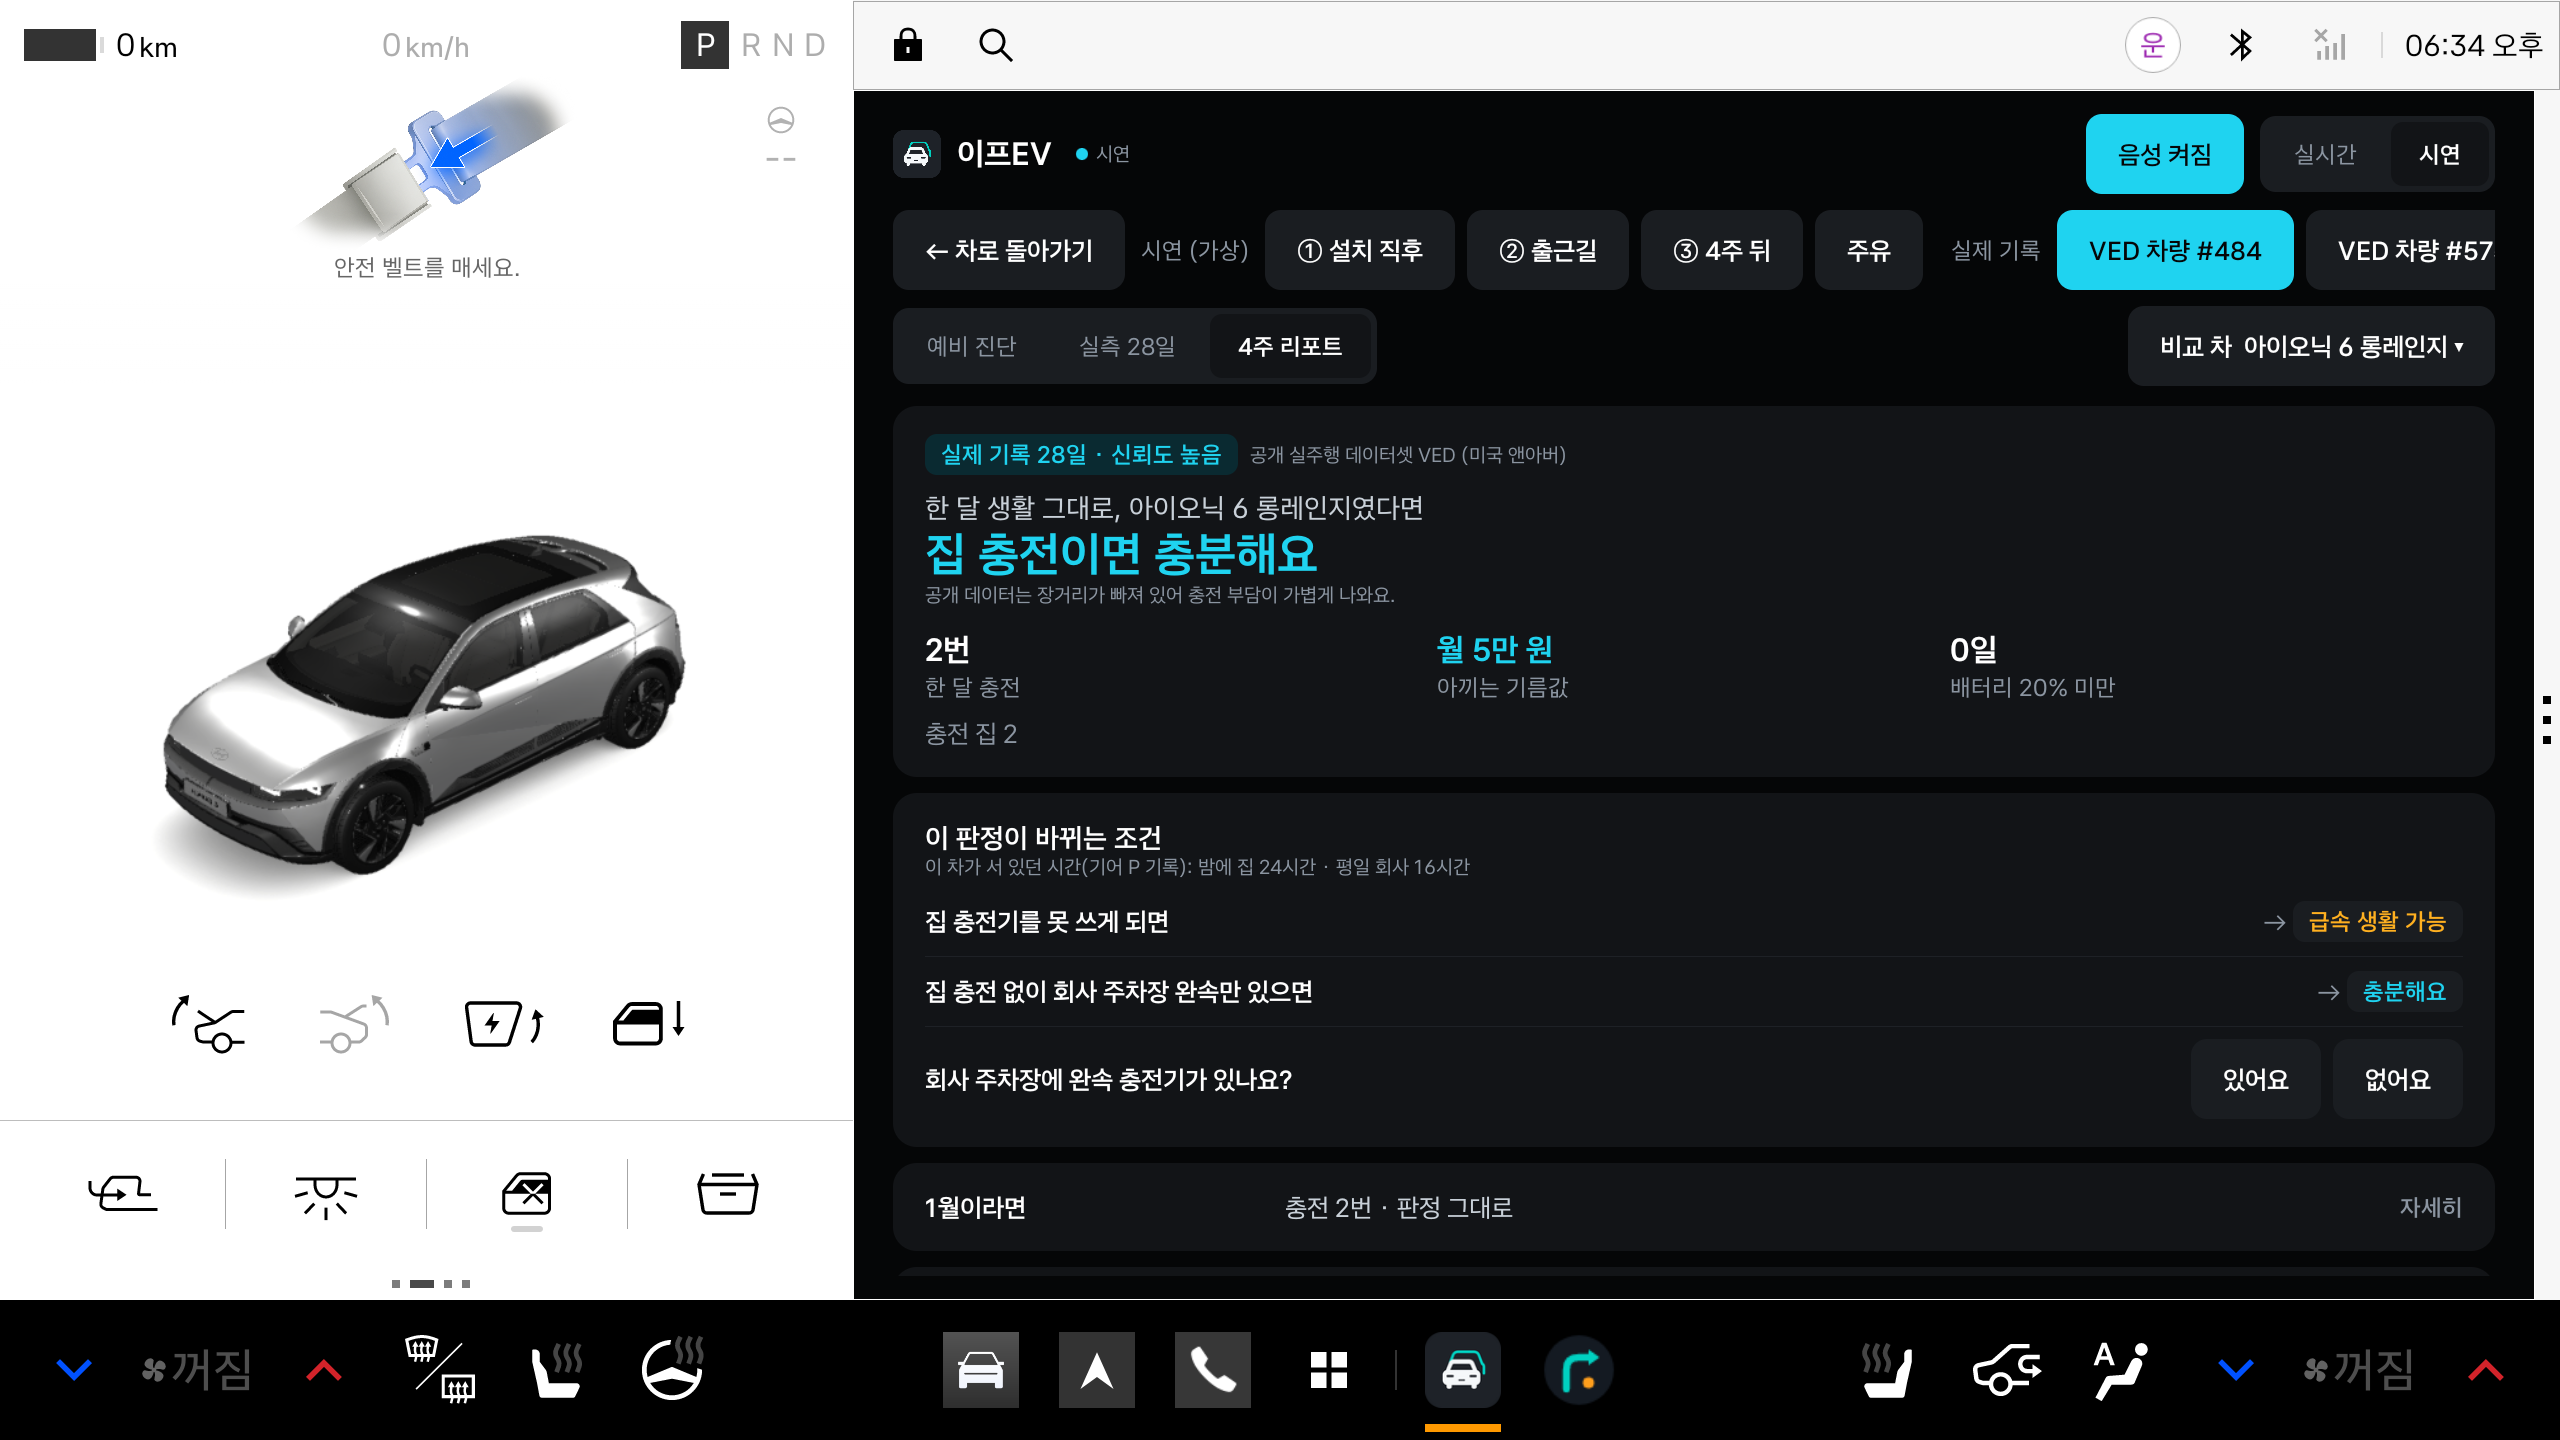 0 km
0 km/h
P R N D
안전 벨트를 매세요.
운
06:34 오후
이프EV
시연
음성 켜짐
실시간
시연
← 차로 돌아가기
시연 (가상)
① 설치 직후
② 출근길
③ 4주 뒤
주유
실제 기록
VED 차량 #484
VED 차량 #57
예비 진단
실측 28일
4주 리포트
비교 차 아이오닉 6 롱레인지 ▾
실제 기록 28일 · 신뢰도 높음
공개 실주행 데이터셋 VED (미국 앤아버)
한 달 생활 그대로, 아이오닉 6 롱레인지였다면
집 충전이면 충분해요
공개 데이터는 장거리가 빠져 있어 충전 부담이 가볍게 나와요.
2번
한 달 충전
월 5만 원
아끼는 기름값
0일
배터리 20% 미만
충전 집 2
이 판정이 바뀌는 조건
이 차가 서 있던 시간(기어 P 기록): 밤에 집 24시간 · 평일 회사 16시간
집 충전기를 못 쓰게 되면
→ 급속 생활 가능
집 충전 없이 회사 주차장 완속만 있으면
→ 충분해요
회사 주차장에 완속 충전기가 있나요?
있어요
없어요
1월이라면
충전 2번 · 판정 그대로
자세히
꺼짐
A
꺼짐